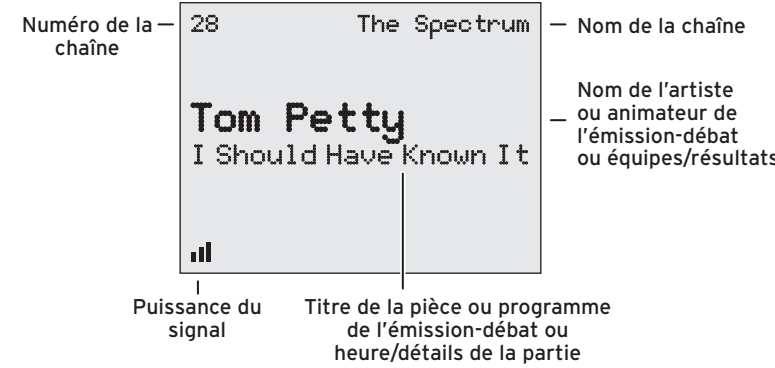 Numéro de la
chaîne
28 The Spectrum
Nom de la chaîne
Tom Petty
I Should Have Known It
Nom de l'artiste
ou animateur de
l'émission-débat
ou équipes/résultats
Puissance du
signal
Titre de la pièce ou programme
de l'émission-débat ou
heure/détails de la partie